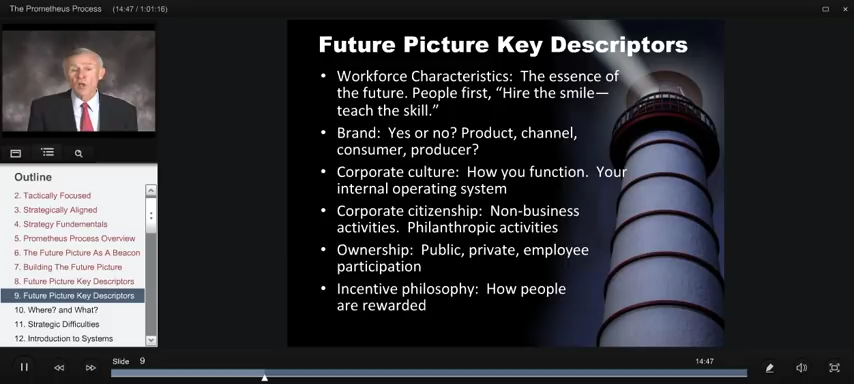 The Prometheus Process (14:47 / 1:01:16)
Future Picture Key Descriptors
• Workforce Characteristics: The essence of
the future. People first, “Hire the smile—
teach the skill.”
• Brand: Yes or no? Product, channel,
consumer, producer?
• Corporate culture: How you function. Your
internal operating system
• Corporate citizenship: Non-business
activities. Philanthropic activities
• Ownership: Public, private, employee
participation
• Incentive philosophy: How people
are rewarded
Outline
2. Tactically Focused
3. Strategically Aligned
4. Strategy Fundamentals
5. Prometheus Process Overview
6. The Future Picture As A Beacon
7. Building The Future Picture
8. Future Picture Key Descriptors
9. Future Picture Key Descriptors
10. Where? and What?
11. Strategic Difficulties
12. Introduction to Systems
Slide 9
14:47